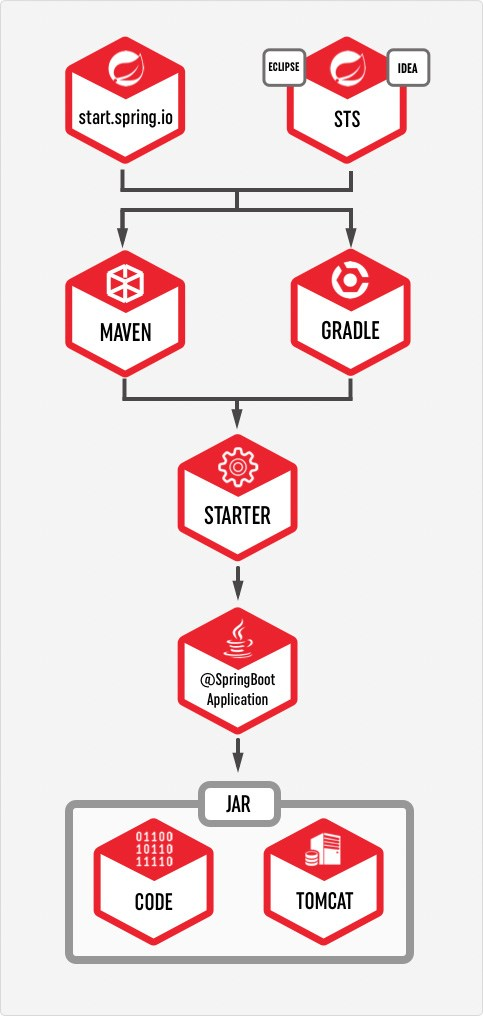 start.spring.io
ECLIPSE
IDEA
STS
MAVEN
GRADLE
STARTER
@SpringBoot
Application
JAR
01100
10110
11110
CODE
TOMCAT